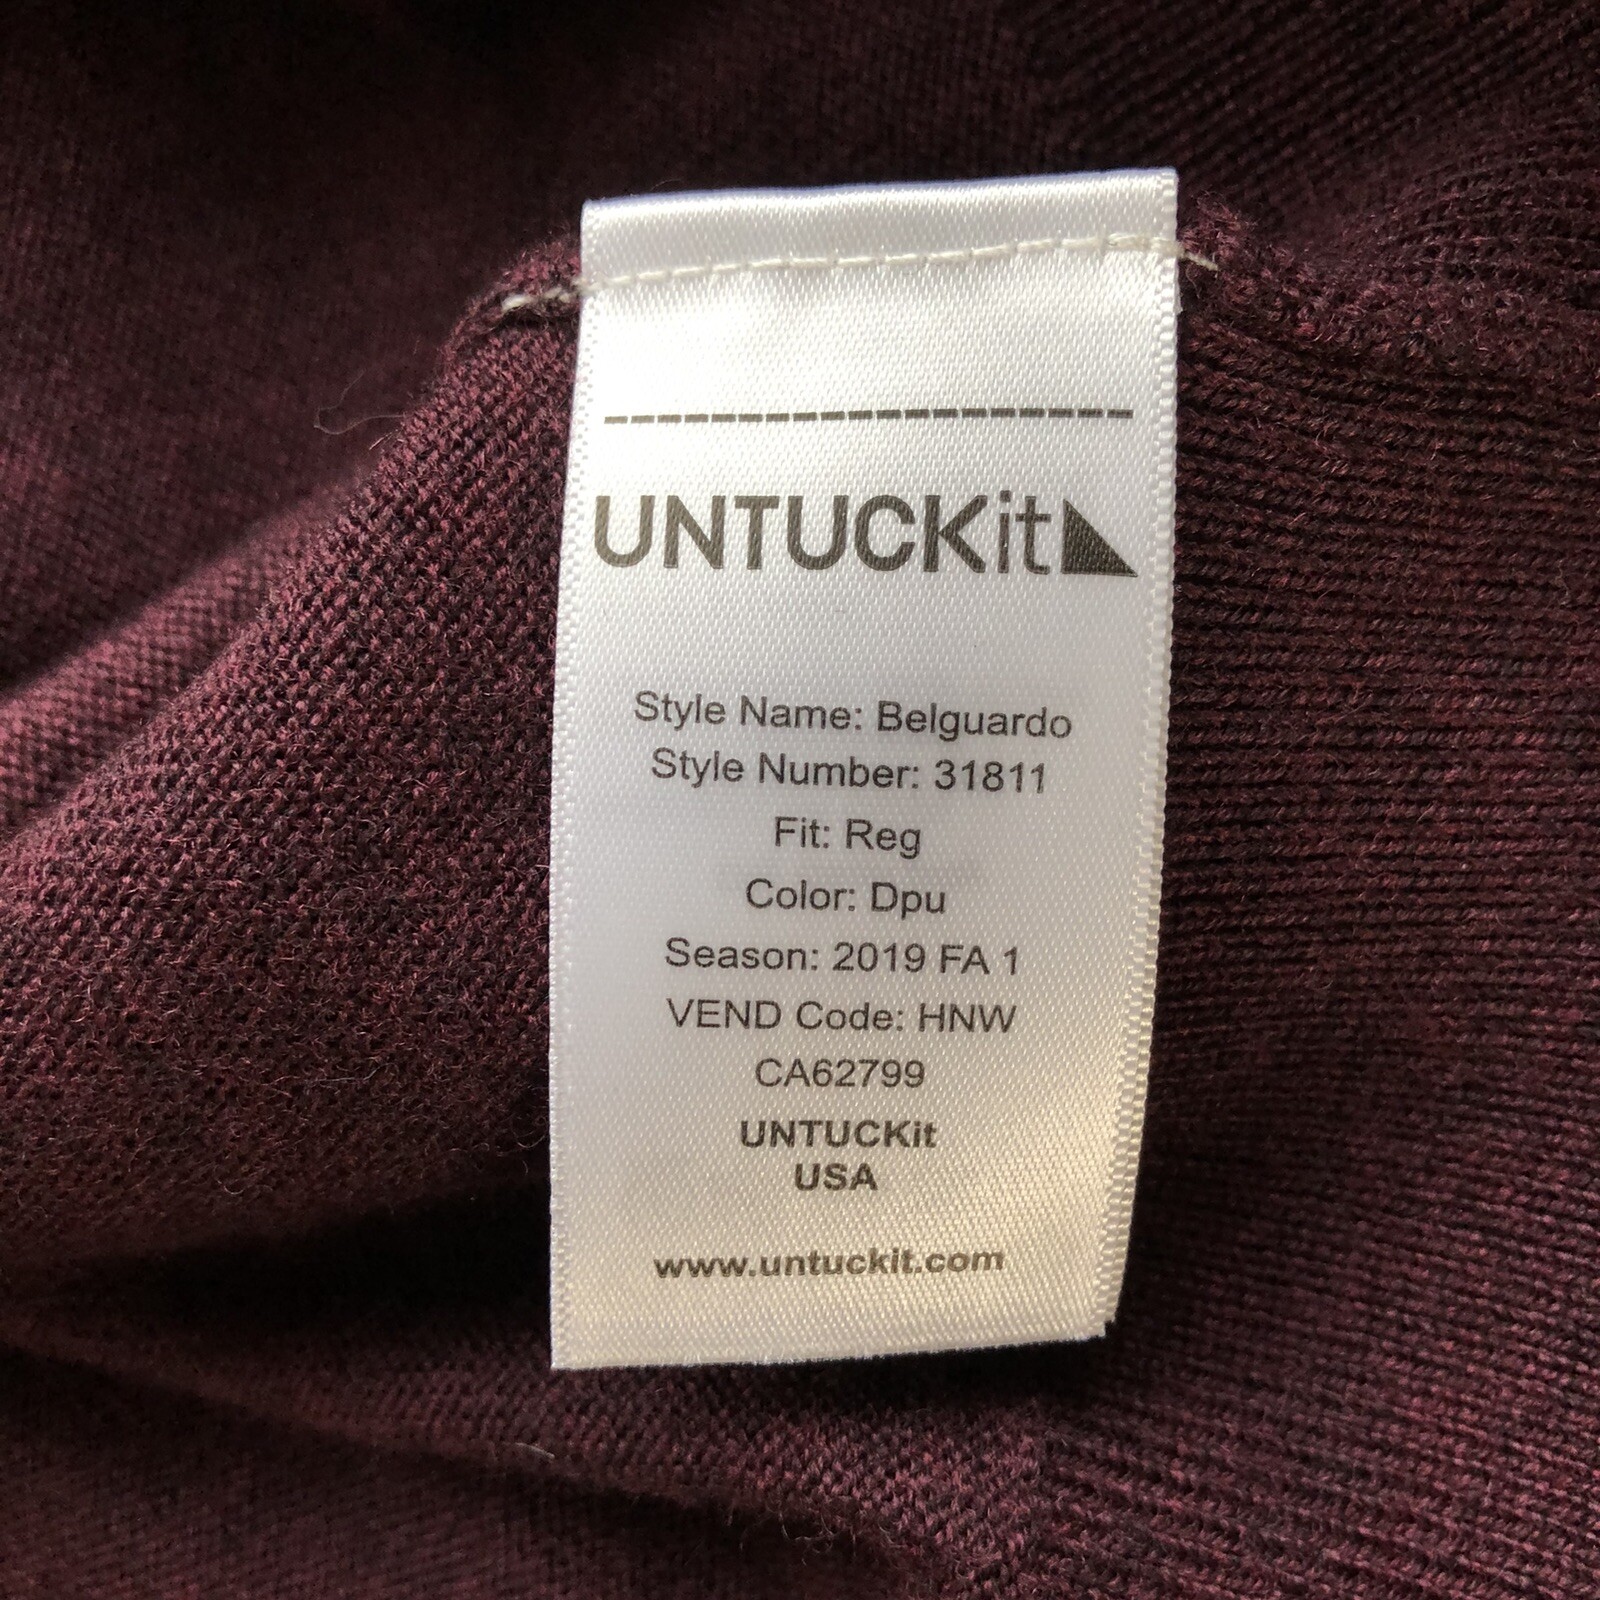 UNTUCKit
Style Name: Belguardo
Style Number: 31811
Fit: Reg
Color: Dpu
Season: 2019 FA 1
VEND Code: HNW
CA62799
UNTUCKit
USA
www.untuckit.com